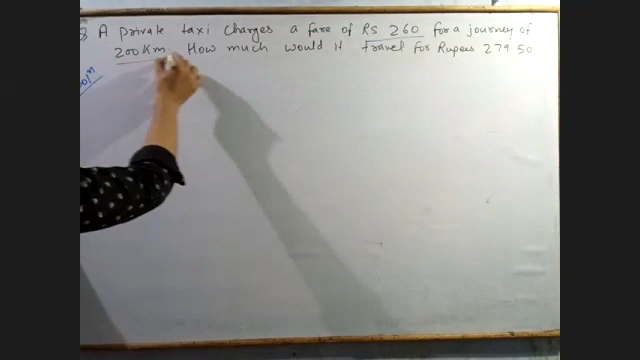 Q A private taxi charges a fare of Rs 260 for a journey of
200 Km. How much would it travel for Rupees 279 50
Sol^n